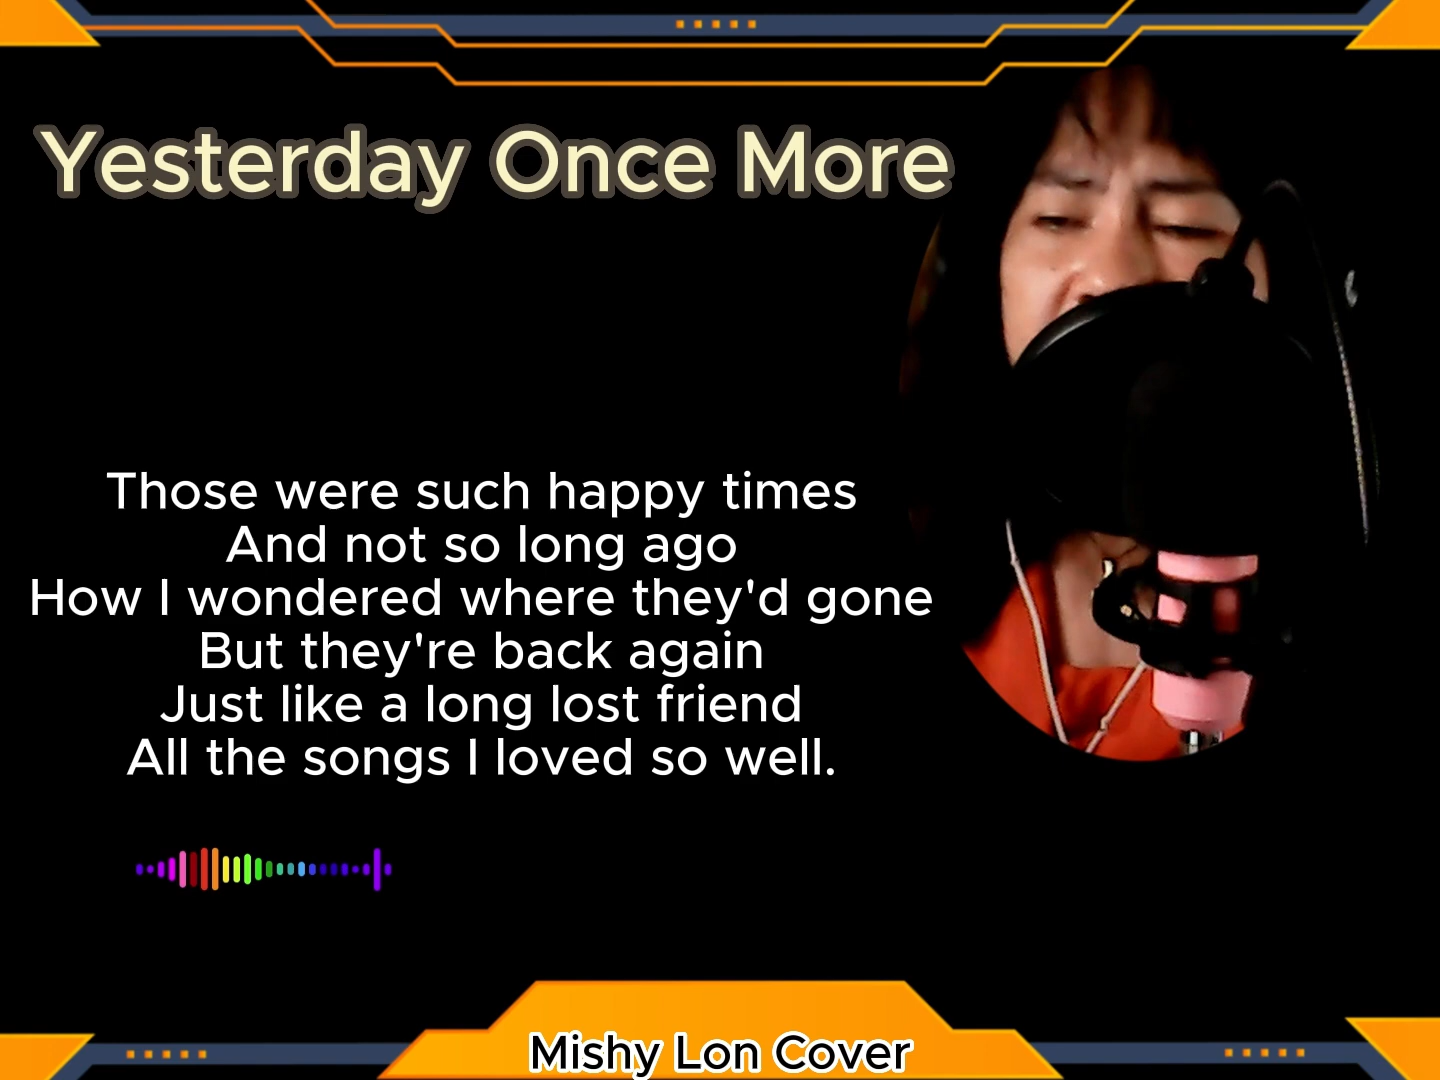 Yesterday Once More
Those were such happy times
And not so long ago
How I wondered where they'd gone
But they're back again
Just like a long lost friend
All the songs I loved so well.
Mishy Lon Cover